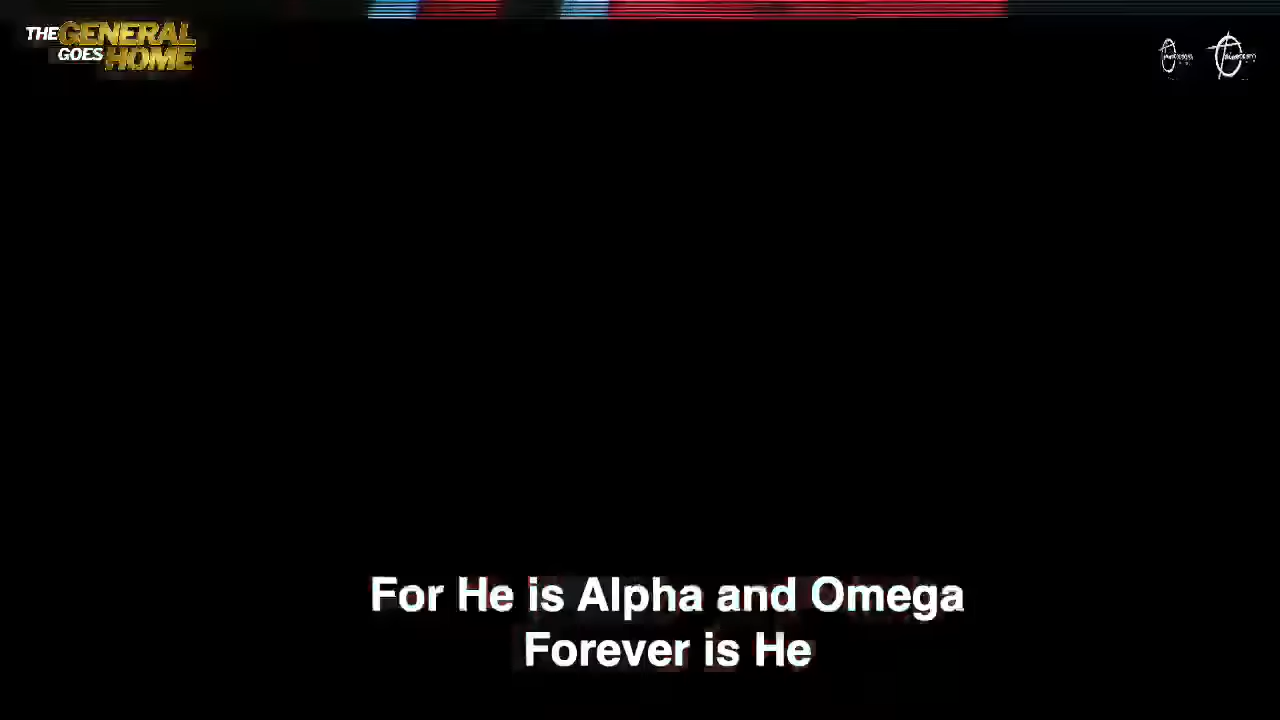 THE GENERAL
GOES HOME
For He is Alpha and Omega
Forever is He